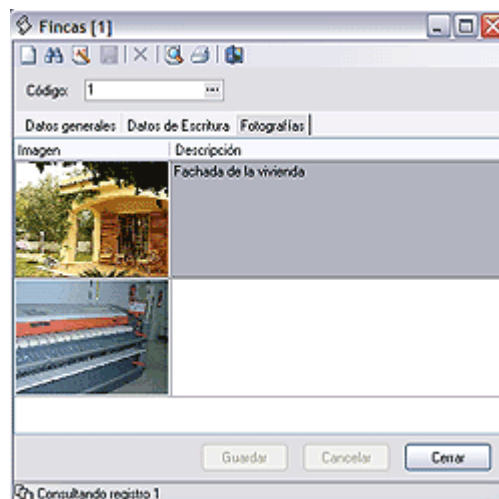 Fincas [1]
Código: 1 ...
Datos generales Datos de Escritura Fotografías
Imagen Descripción
Fachada de la vivienda
Guardar Cancelar Cerrar
Consultando registro 1